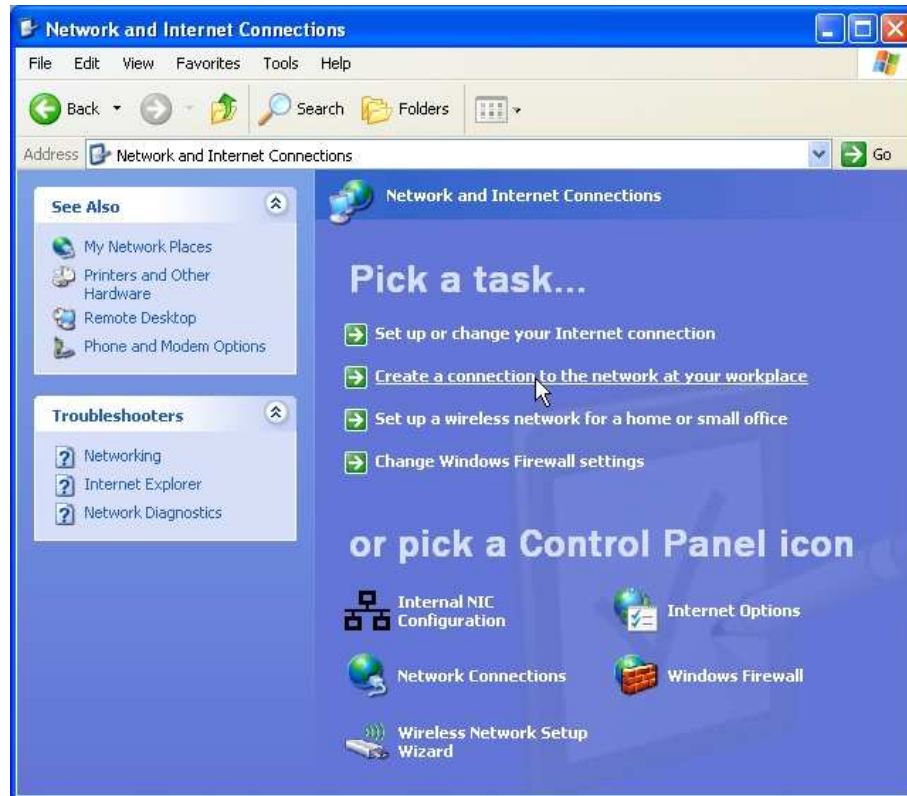 Network and Internet Connections
File Edit View Favorites Tools Help
Back Search Folders
Address Network and Internet Connections Go
See Also
My Network Places
Printers and Other
Hardware
Remote Desktop
Phone and Modem Options
Troubleshooters
Networking
Internet Explorer
Network Diagnostics
Network and Internet Connections
Pick a task...
Set up or change your Internet connection
Create a connection to the network at your workplace
Set up a wireless network for a home or small office
Change Windows Firewall settings
or pick a Control Panel icon
Internal NIC
Configuration
Internet Options
Network Connections
Windows Firewall
Wireless Network Setup
Wizard